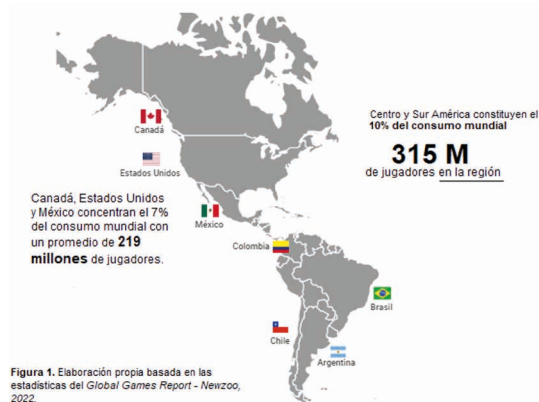 Canadá
Estados Unidos
Canadá, Estados Unidos
y México concentran el 7%
del consumo mundial con
un promedio de 219
millones de jugadores.
México
Centro y Sur América constituyen el
10% del consumo mundial
315 M
de jugadores en la región
Colombia
Brasil
Chile
Argentina
Figura 1. Elaboración propia basada en las
estadísticas del Global Games Report - Newzoo,
2022.